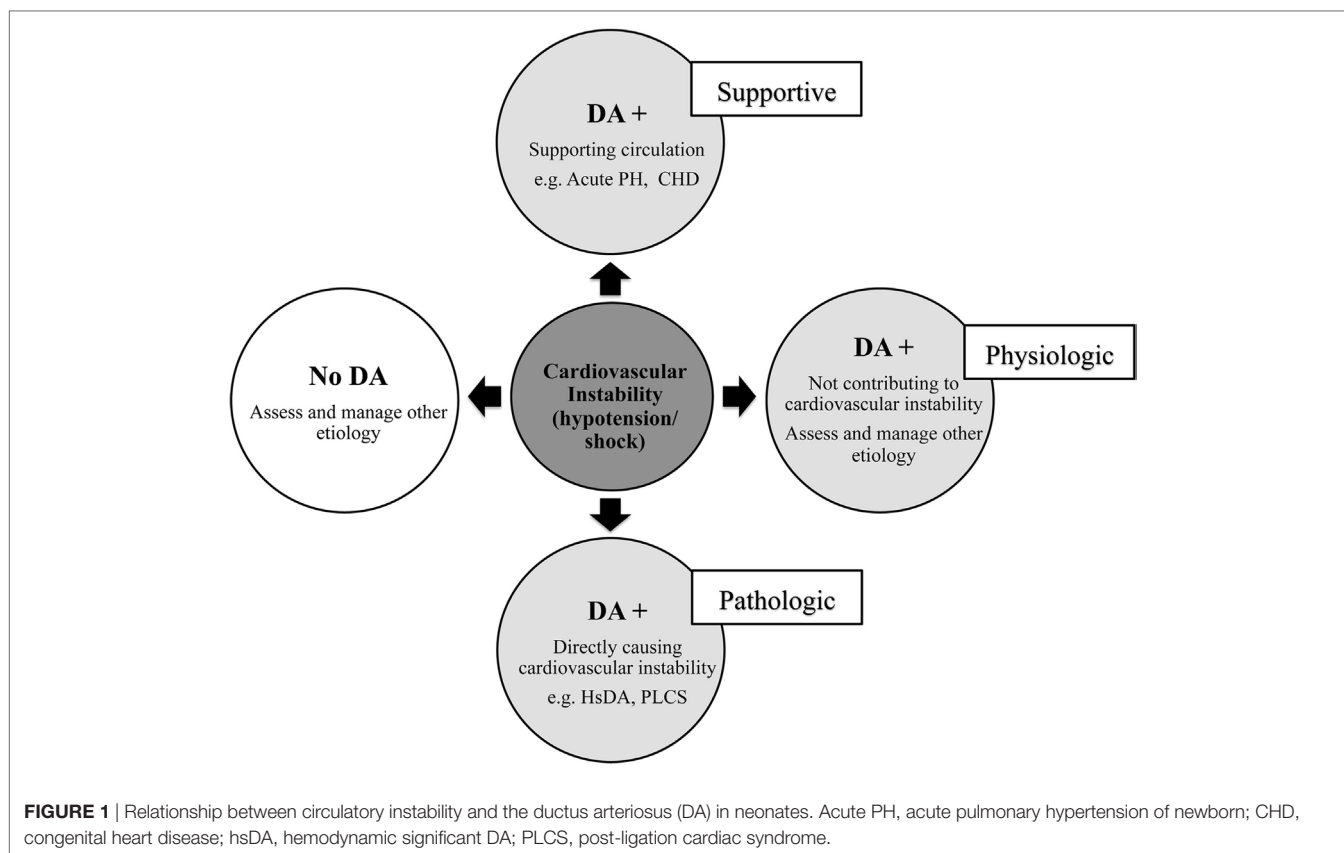 DA +
Supportive
Supporting circulation
e.g. Acute PH, CHD
No DA
Assess and manage other
etiology
Cardiovascular
Instability
(hypotension/
shock)
DA +
Physiologic
Not contributing to
cardiovascular instability
Assess and manage other
etiology
DA +
Pathologic
Directly causing
cardiovascular instability
e.g. HsDA, PLCS
FIGURE 1 | Relationship between circulatory instability and the ductus arteriosus (DA) in neonates. Acute PH, acute pulmonary hypertension of newborn; CHD,
congenital heart disease; hsDA, hemodynamic significant DA; PLCS, post-ligation cardiac syndrome.